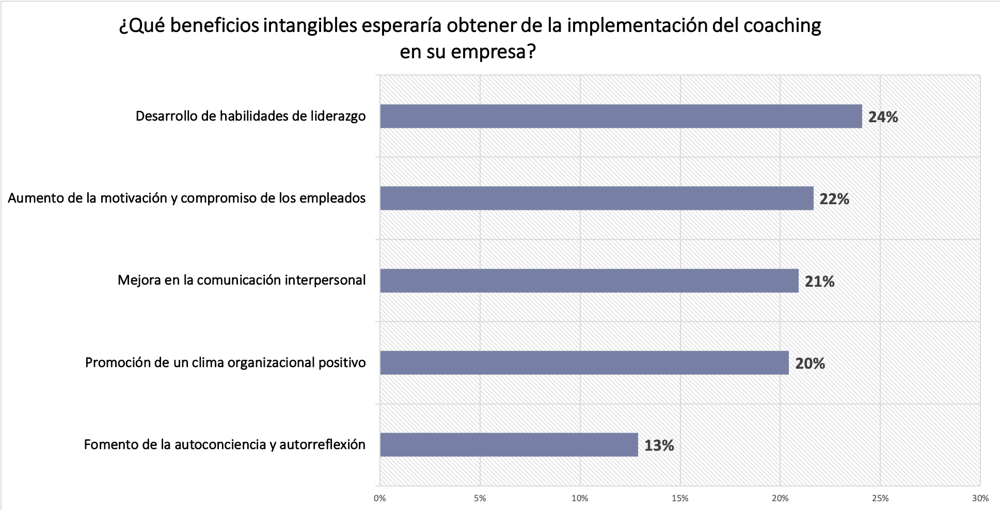 ¿Qué beneficios intangibles esperaría obtener de la implementación del coaching
en su empresa?
Desarrollo de habilidades de liderazgo
24%
Aumento de la motivación y compromiso de los empleados
22%
Mejora en la comunicación interpersonal
21%
Promoción de un clima organizacional positivo
20%
Fomento de la autoconciencia y autorreflexión
13%
0% 5% 10% 15% 20% 25% 30%